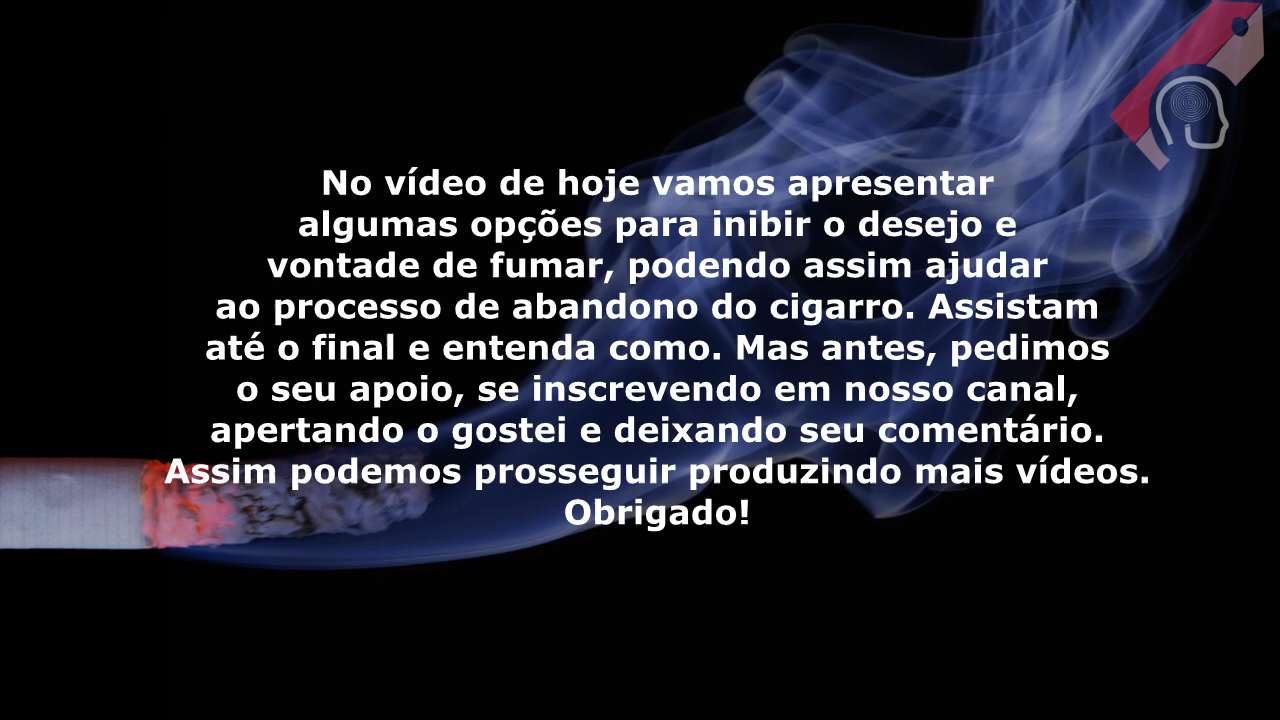 No vídeo de hoje vamos apresentar
algumas opções para inibir o desejo e
vontade de fumar, podendo assim ajudar
ao processo de abandono do cigarro. Assistam
até o final e entenda como. Mas antes, pedimos
o seu apoio, se inscrevendo em nosso canal,
apertando o gostei e deixando seu comentário.
Assim podemos prosseguir produzindo mais vídeos.
Obrigado!